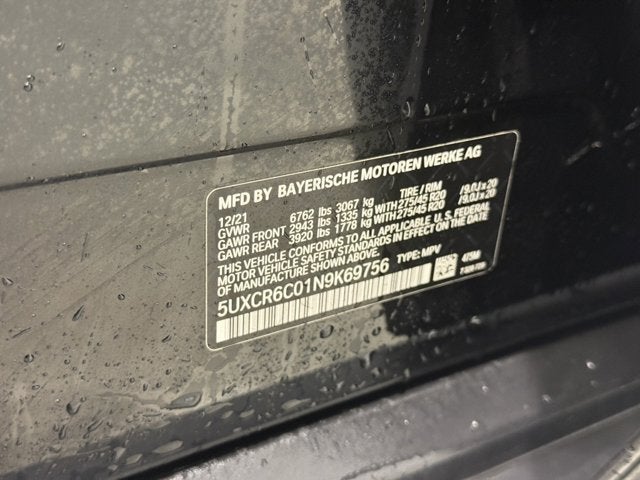 MFD BY BAYERISCHE MOTOREN WERKE AG
12/21 TIRE / RIM
GVWR 6762 lbs 3067 kg
GAWR FRONT 2943 lbs 1335 kg WITH 275/45 R20 /9.0J x 20
GAWR REAR 3920 lbs 1778 kg WITH 275/45 R20 /9.0J x 20
THIS VEHICLE CONFORMS TO ALL APPLICABLE U.S. FEDERAL
MOTOR VEHICLE SAFETY STANDARDS IN EFFECT ON THE DATE
OF MANUFACTURE SHOWN ABOVE.
5UXCR6C01N9K69756 TYPE: MPV